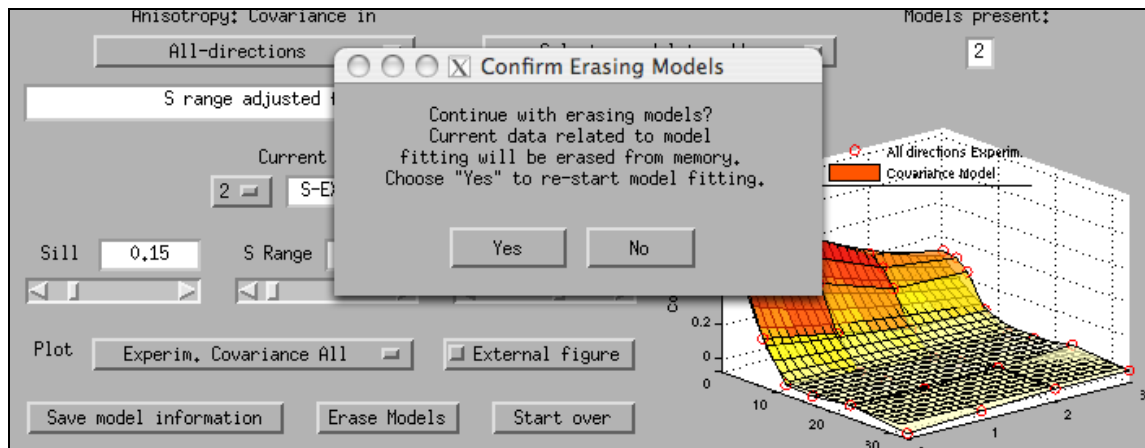 Anisotropy: Covariance in
Models present:
All-directions
2
Confirm Erasing Models
S range adjusted
Continue with erasing models?
Current data related to model
fitting will be erased from memory.
Choose "Yes" to re-start model fitting.
Yes
No
Current
2
All directions Experim.
Covariance Model
Sill
0.15
S Range
0.2
0
0
10
20
30
1
2
Plot
Experim. Covariance All
External figure
Save model information
Erase Models
Start over